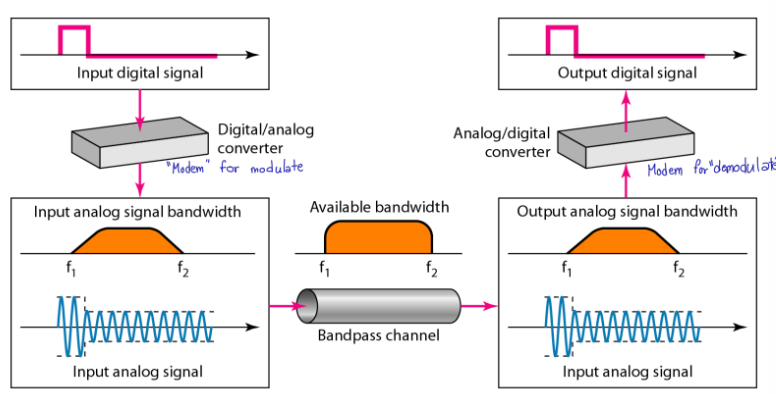 Input digital signal
Output digital signal
Digital/analog
converter
"Modem" for modulate
Analog/digital
converter
Modem for "demodulate
Input analog signal bandwidth
f1
f2
Input analog signal
Available bandwidth
f1
f2
Bandpass channel
Output analog signal bandwidth
f1
f2
Input analog signal